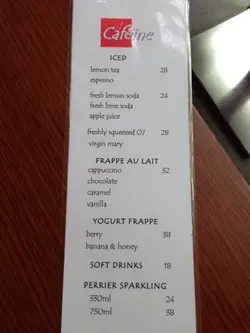 Caféine
ICED
lemon tea 28
espresso
fresh lemon soda 24
fresh lime soda
apple juice
freshly squeezed OJ 28
virgin mary
FRAPPE AU LAIT
cappuccino 32
chocolate
caramel
vanilla
YOGURT FRAPPE
berry 38
banana & honey
SOFT DRINKS 18
PERRIER SPARKLING
330ml 24
750ml 38